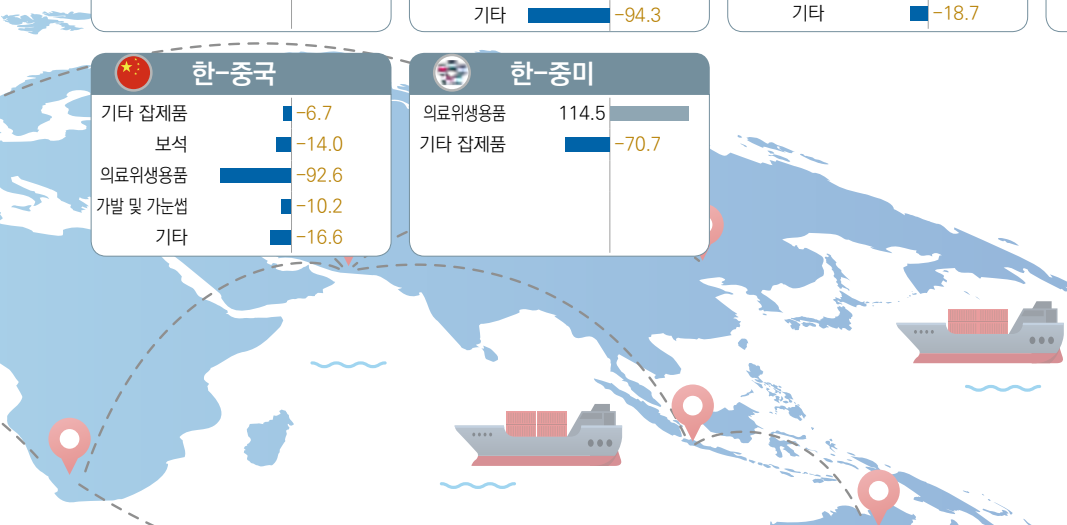 기타 -94.3
기타 -18.7
한-중국
기타 잡제품 -6.7
보석 -14.0
의료위생용품 -92.6
가발 및 가눈썹 -10.2
기타 -16.6
한-중미
의료위생용품 114.5
기타 잡제품 -70.7